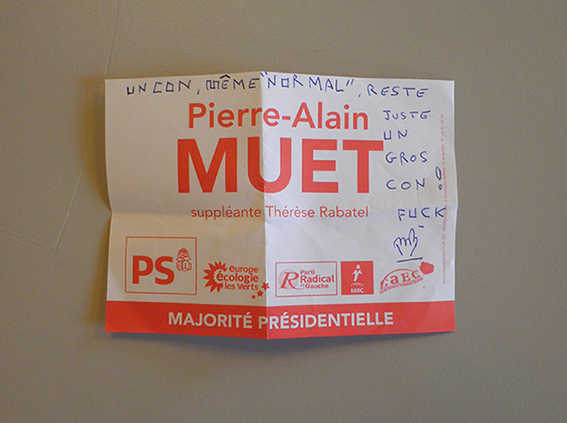 UN CON, MÊME "NORMAL", RESTE
JUSTE
UN
GROS
CON!
FUCK
Pierre-Alain
MUET
suppléante Thérèse Rabatel
PS
europe
écologie
les Verts
Parti
Radical
de Gauche
MRC
MAJORITÉ PRÉSIDENTIELLE